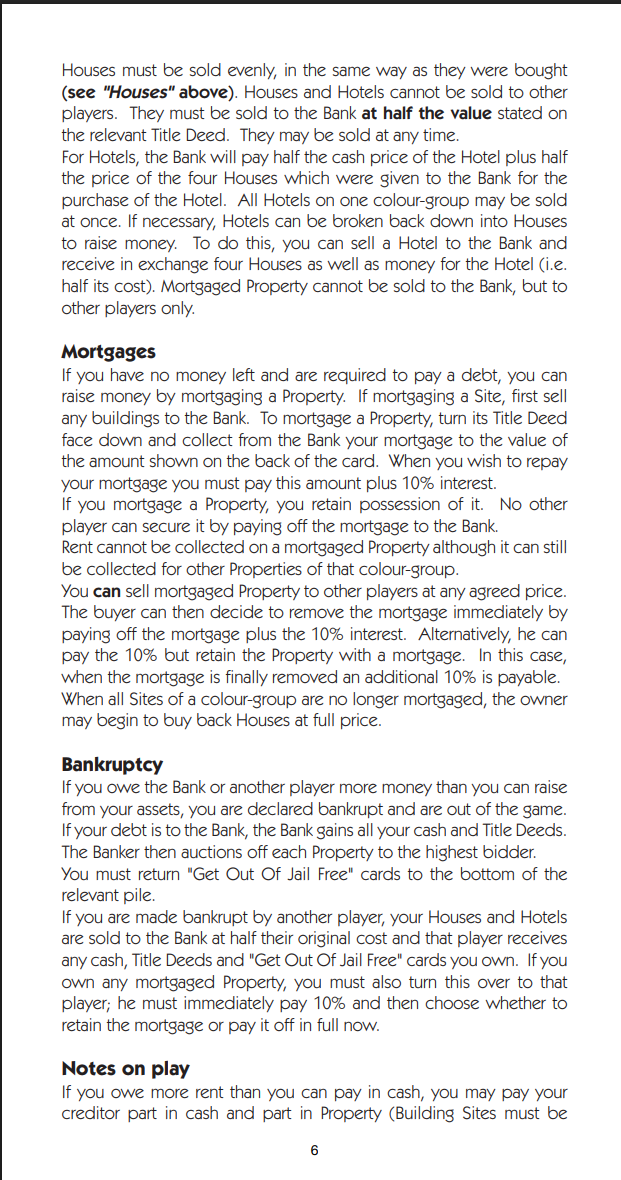 Houses must be sold evenly, in the same way as they were bought
(see "Houses" above). Houses and Hotels cannot be sold to other
players. They must be sold to the Bank at half the value stated on
the relevant Title Deed. They may be sold at any time.
For Hotels, the Bank will pay half the cash price of the Hotel plus half
the price of the four Houses which were given to the Bank for the
purchase of the Hotel. All Hotels on one colour-group may be sold
at once. If necessary, Hotels can be broken back down into Houses
to raise money. To do this, you can sell a Hotel to the Bank and
receive in exchange four Houses as well as money for the Hotel (i.e.
half its cost). Mortgaged Property cannot be sold to the Bank, but to
other players only.
Mortgages
If you have no money left and are required to pay a debt, you can
raise money by mortgaging a Property. If mortgaging a Site, first sell
any buildings to the Bank. To mortgage a Property, turn its Title Deed
face down and collect from the Bank your mortgage to the value of
the amount shown on the back of the card. When you wish to repay
your mortgage you must pay this amount plus 10% interest.
If you mortgage a Property, you retain possession of it. No other
player can secure it by paying off the mortgage to the Bank.
Rent cannot be collected on a mortgaged Property although it can still
be collected for other Properties of that colour-group.
You can sell mortgaged Property to other players at any agreed price.
The buyer can then decide to remove the mortgage immediately by
paying off the mortgage plus the 10% interest. Alternatively, he can
pay the 10% but retain the Property with a mortgage. In this case,
when the mortgage is finally removed an additional 10% is payable.
When all Sites of a colour-group are no longer mortgaged, the owner
may begin to buy back Houses at full price.
Bankruptcy
If you owe the Bank or another player more money than you can raise
from your assets, you are declared bankrupt and are out of the game.
If your debt is to the Bank, the Bank gains all your cash and Title Deeds.
The Banker then auctions off each Property to the highest bidder.
You must return "Get Out Of Jail Free" cards to the bottom of the
relevant pile.
If you are made bankrupt by another player, your Houses and Hotels
are sold to the Bank at half their original cost and that player receives
any cash, Title Deeds and "Get Out Of Jail Free" cards you own. If you
own any mortgaged Property, you must also turn this over to that
player; he must immediately pay 10% and then choose whether to
retain the mortgage or pay it off in full now.
Notes on play
If you owe more rent than you can pay in cash, you may pay your
creditor part in cash and part in Property (Building Sites must be
6